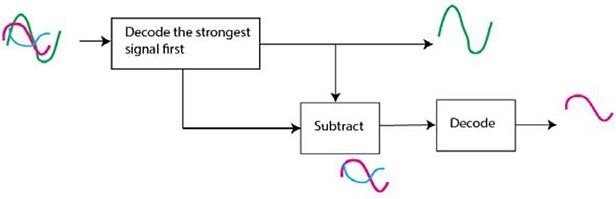 Decode the strongest
signal first
Subtract
Decode